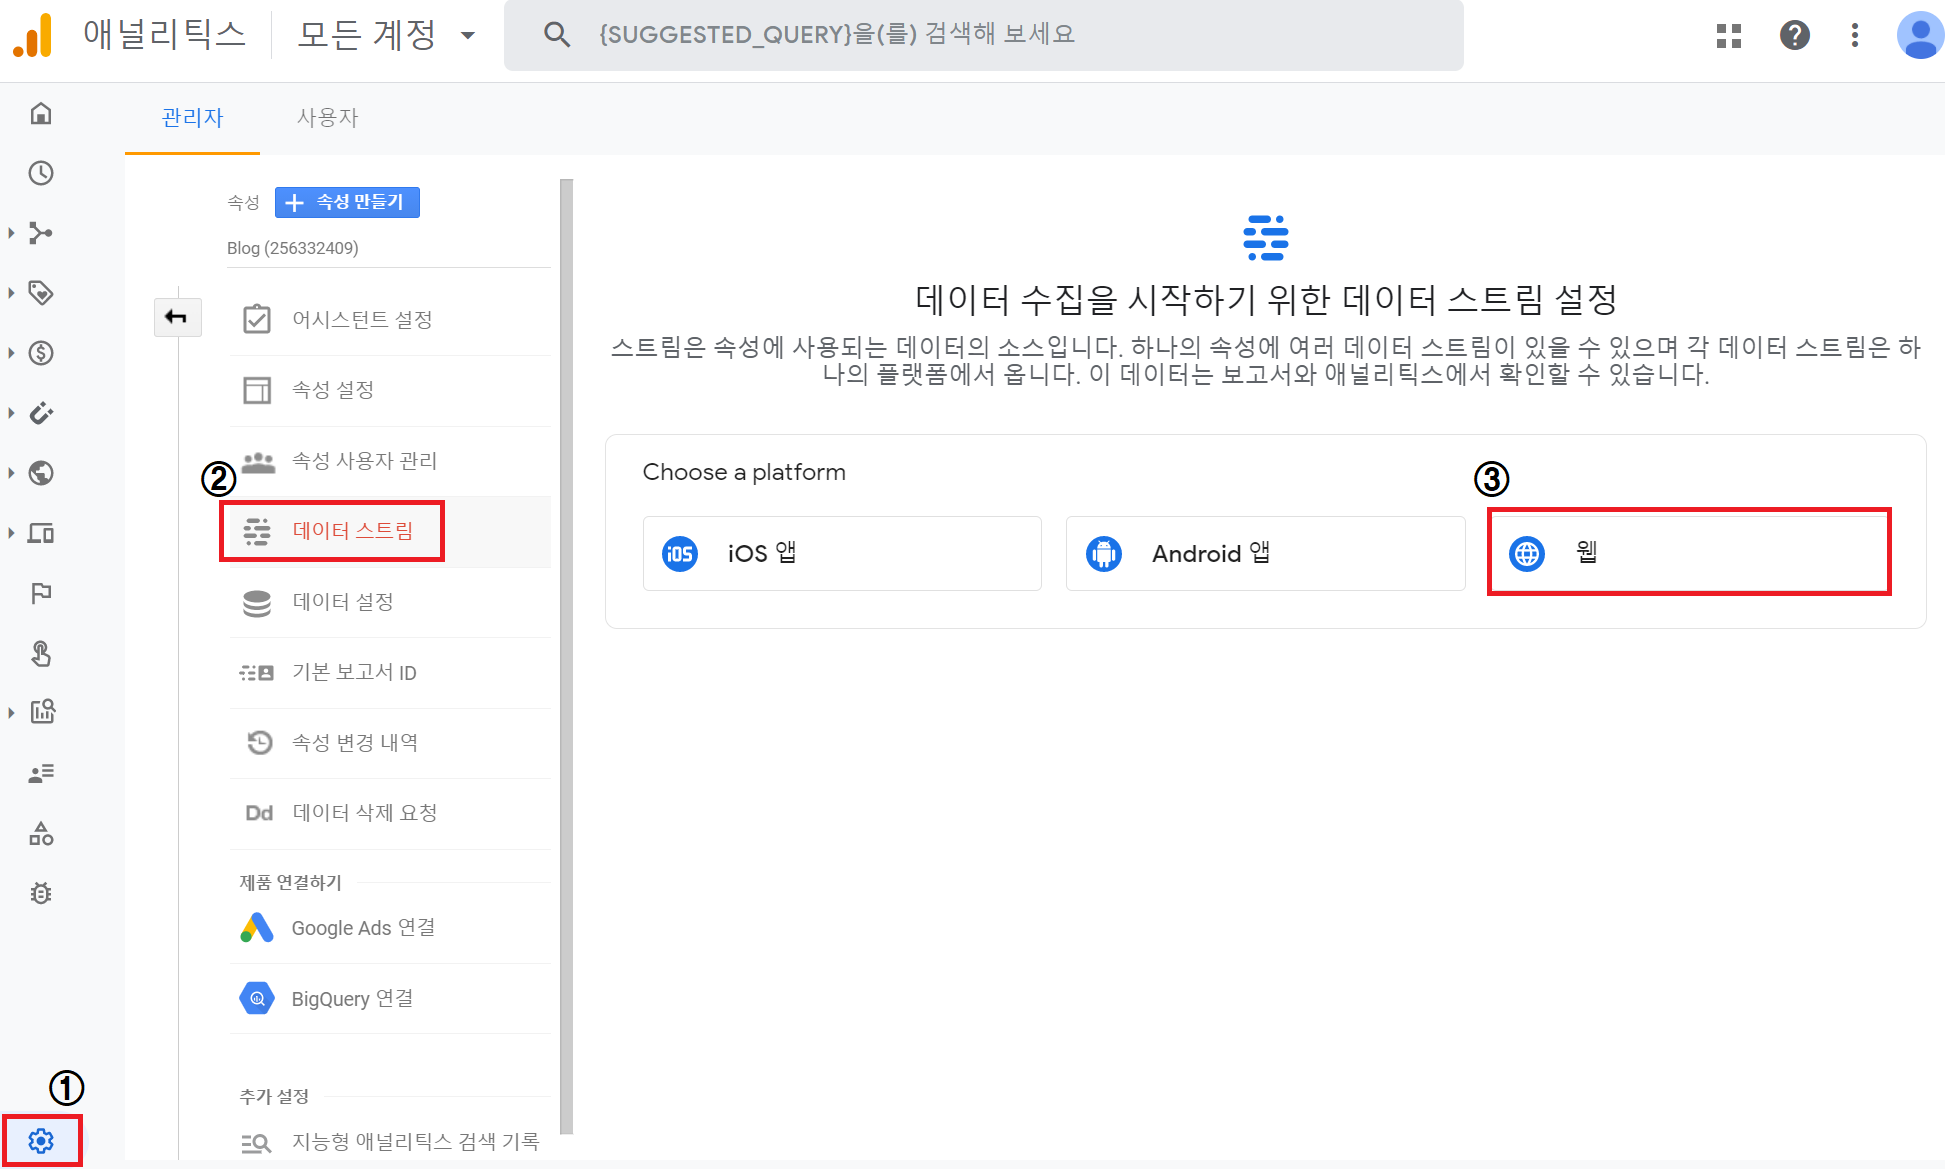 애널리틱스
모든 계정
{SUGGESTED_QUERY}을(를) 검색해 보세요
관리자
사용자
속성
속성 만들기
Blog (256332409)
어시스턴트 설정
속성 설정
속성 사용자 관리
②
데이터 스트림
데이터 설정
기본 보고서 ID
속성 변경 내역
Dd 데이터 삭제 요청
제품 연결하기
Google Ads 연결
BigQuery 연결
추가 설정
지능형 애널리틱스 검색 기록
①
데이터 수집을 시작하기 위한 데이터 스트림 설정
스트림은 속성에 사용되는 데이터의 소스입니다. 하나의 속성에 여러 데이터 스트림이 있을 수 있으며 각 데이터 스트림은 하
나의 플랫폼에서 옵니다. 이 데이터는 보고서와 애널리틱스에서 확인할 수 있습니다.
Choose a platform
③
iOS iOS 앱
Android 앱
웹